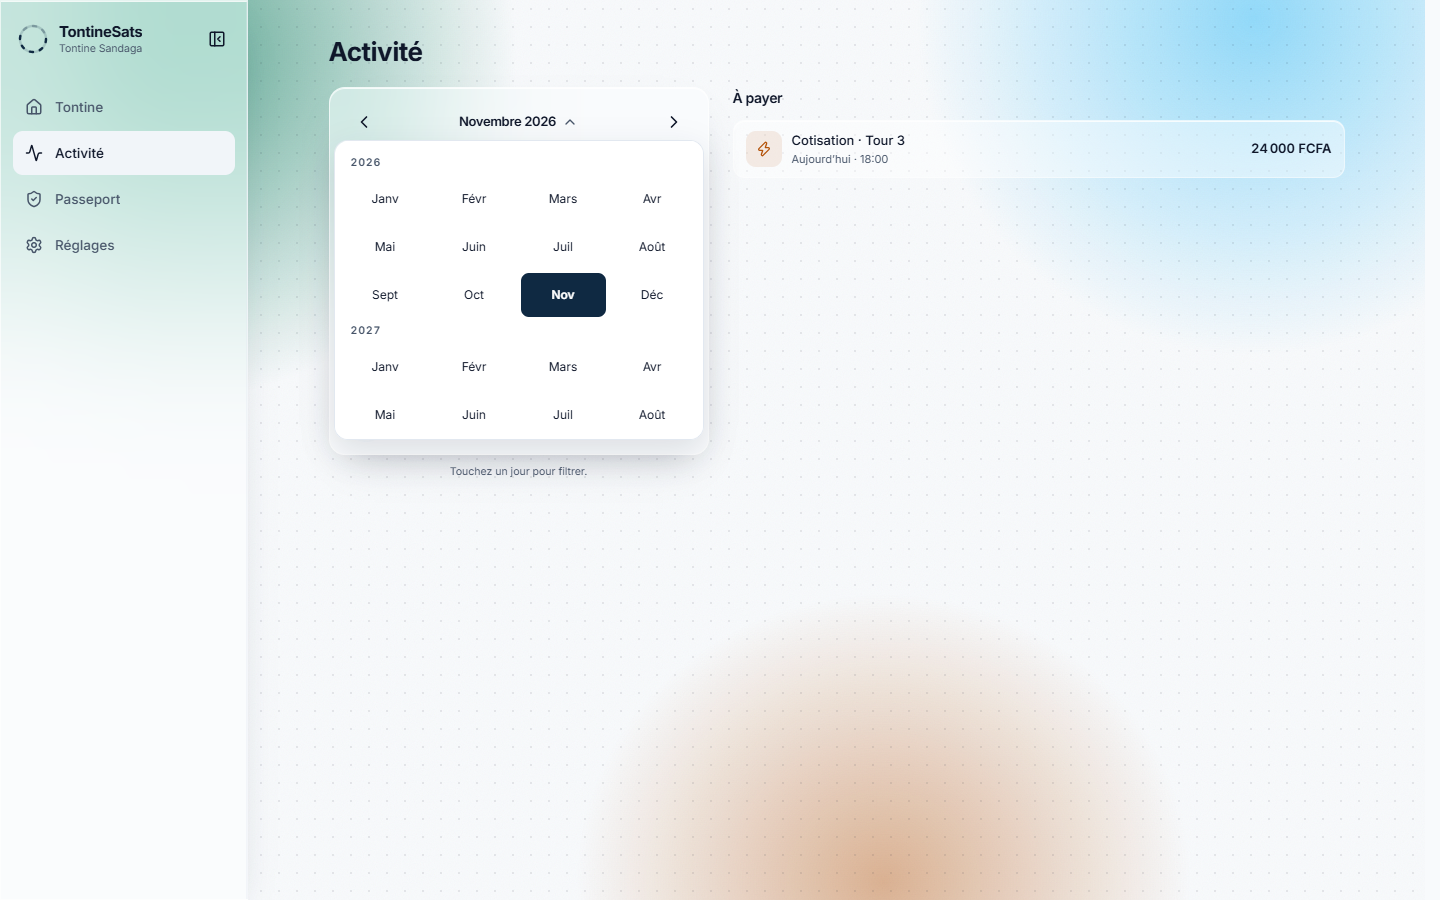 TontineSats
Tontine Sandaga
Tontine
Activité
Passeport
Réglages
Activité
Novembre 2026
2026
Janv Févr Mars Avr
Mai Juin Juil Août
Sept Oct Nov Déc
2027
Janv Févr Mars Avr
Mai Juin Juil Août
Touchez un jour pour filtrer.
À payer
Cotisation · Tour 3
Aujourd'hui · 18:00
24 000 FCFA